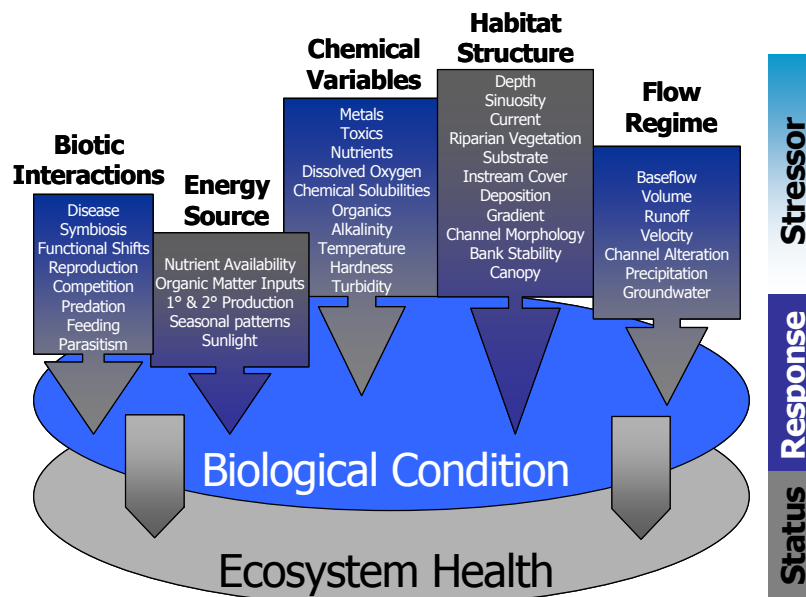 Biotic
Interactions
Disease
Symbiosis
Functional Shifts
Reproduction
Competition
Predation
Feeding
Parasitism
Energy
Source
Nutrient Availability
Organic Matter Inputs
1° & 2° Production
Seasonal patterns
Sunlight
Chemical
Variables
Metals
Toxics
Nutrients
Dissolved Oxygen
Chemical Solubilities
Organics
Alkalinity
Temperature
Hardness
Turbidity
Habitat
Structure
Depth
Sinuosity
Current
Riparian Vegetation
Substrate
Instream Cover
Deposition
Gradient
Channel Morphology
Bank Stability
Canopy
Flow
Regime
Baseflow
Volume
Runoff
Velocity
Channel Alteration
Precipitation
Groundwater
Biological Condition
Ecosystem Health
Stressor
Response
Status